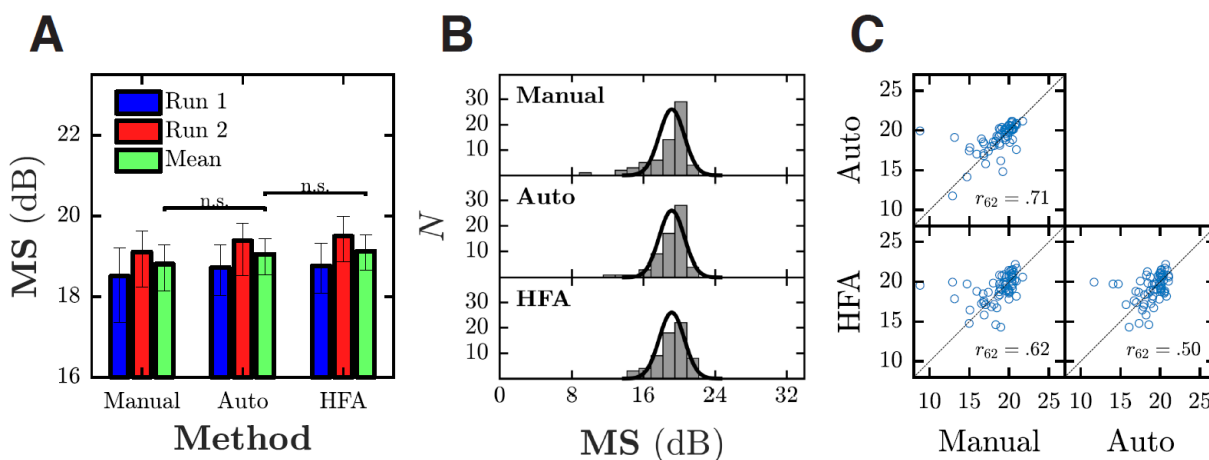 A
MS (dB)
22
20
18
16
Run 1
Run 2
Mean
n.s.
n.s.
Manual
Auto
HFA
Method
B
N
30
20
10
Manual
30
20
10
Auto
30
20
10
HFA
0
8
16
24
32
MS (dB)
C
Auto
25
20
15
10
r62 = .71
HFA
25
20
15
10
r62 = .62
r62 = .50
10 15 20 25
10 15 20 25
Manual
Auto